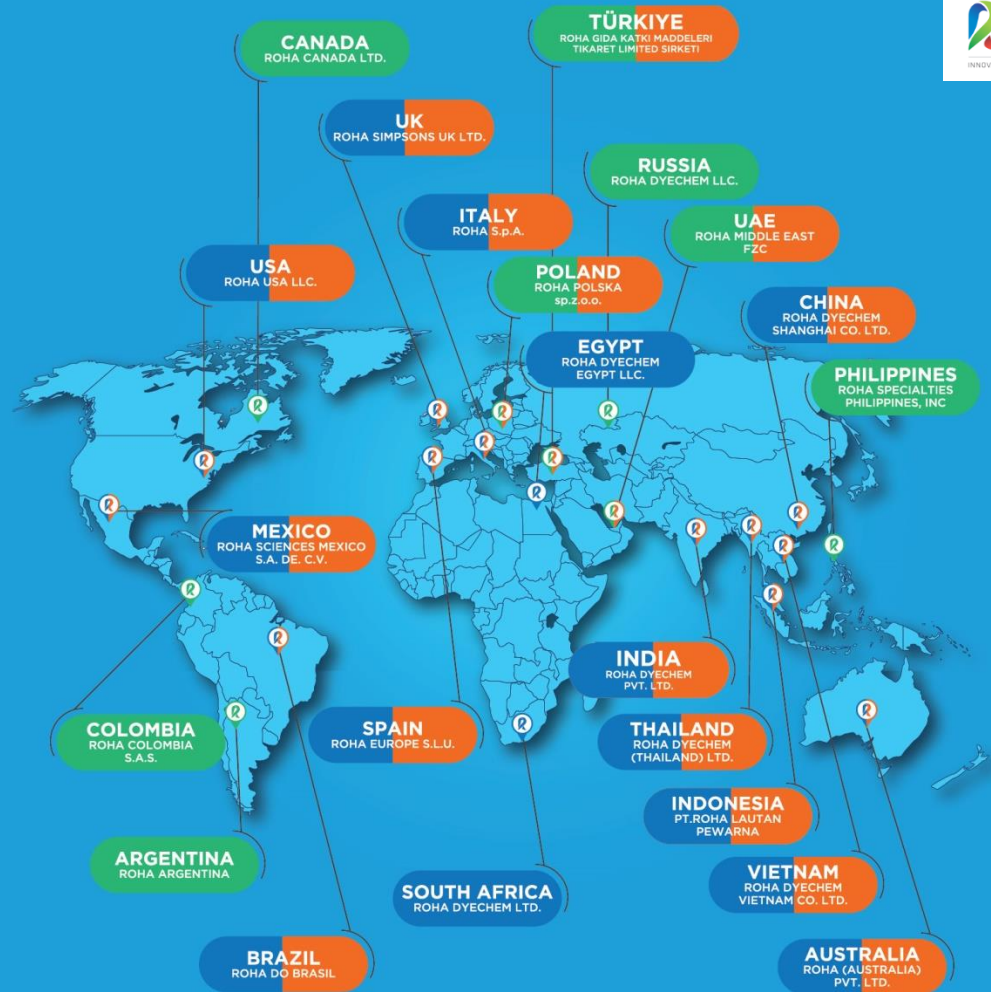 CANADA
ROHA CANADA LTD.
TÜRKIYE
ROHA GIDA KATKI MADDELERI
TIKARET LIMITED SIRKETI
UK
ROHA SIMPSONS UK LTD.
RUSSIA
ROHA DYECHEM LLC.
ITALY
ROHA S.p.A.
UAE
ROHA MIDDLE EAST
FZC
USA
ROHA USA LLC.
POLAND
ROHA POLSKA
sp.z.o.o.
CHINA
ROHA DYECHEM
SHANGHAI CO. LTD.
EGYPT
ROHA DYECHEM
EGYPT LLC.
PHILIPPINES
ROHA SPECIALTIES
PHILIPPINES, INC
MEXICO
ROHA SCIENCES MEXICO
S.A. DE. C.V.
INDIA
ROHA DYECHEM
PVT. LTD.
COLOMBIA
ROHA COLOMBIA
S.A.S.
SPAIN
ROHA EUROPE S.L.U.
THAILAND
ROHA DYECHEM
(THAILAND) LTD.
INDONESIA
PT.ROHA LAUTAN
PEWARNA
ARGENTINA
ROHA ARGENTINA
SOUTH AFRICA
ROHA DYECHEM LTD.
VIETNAM
ROHA DYECHEM
VIETNAM CO. LTD.
BRAZIL
ROHA DO BRASIL
AUSTRALIA
ROHA (AUSTRALIA)
PVT. LTD.